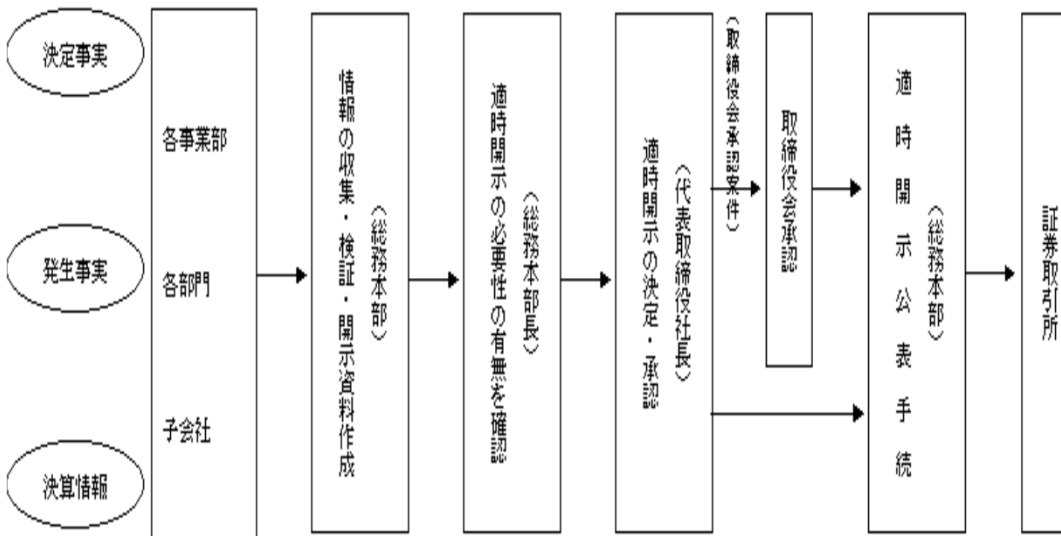 決定事実
発生事実
決算情報
各事業部
各部門
子会社
情報の収集・検証・開示資料作成
（総務本部）
適時開示の必要性の有無を確認
（総務本部長）
適時開示の決定・承認
（代表取締役社長）
（取締役会承認案件）
取締役会承認
適時開示公表手続
（総務本部）
証券取引所